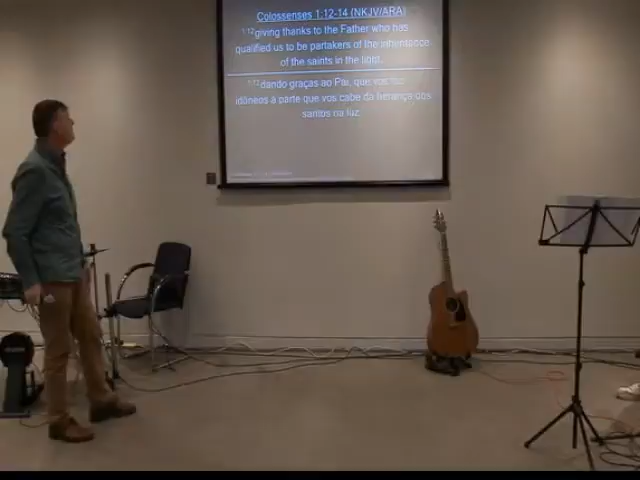 Colossenses 1:12-14 (NKJV/ARA)
1:12 giving thanks to the Father who has
qualified us to be partakers of the inheritance
of the saints in the light.
1:12 dando graças ao Pai, que vos fez
idôneos à parte que vos cabe da herança dos
santos na luz.